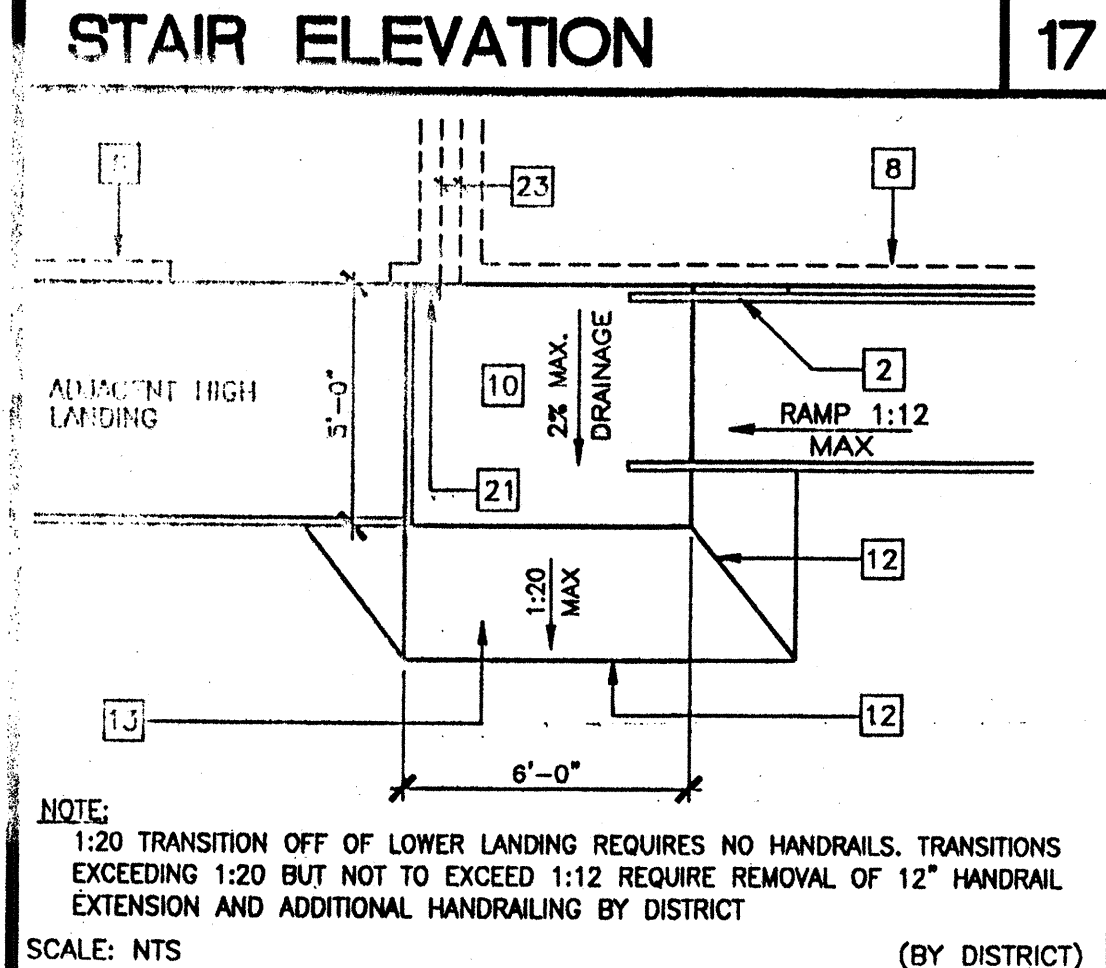 STAIR ELEVATION
17
23
8
2
10
2% MAX.
DRAINAGE
ADJACENT HIGH
LANDING
5'-0"
RAMP 1:12
MAX
21
12
1:20
MAX
13
12
6'-0"
NOTE:
1:20 TRANSITION OFF OF LOWER LANDING REQUIRES NO HANDRAILS. TRANSITIONS
EXCEEDING 1:20 BUT NOT TO EXCEED 1:12 REQUIRE REMOVAL OF 12" HANDRAIL
EXTENSION AND ADDITIONAL HANDRAILING BY DISTRICT
SCALE: NTS
(BY DISTRICT)